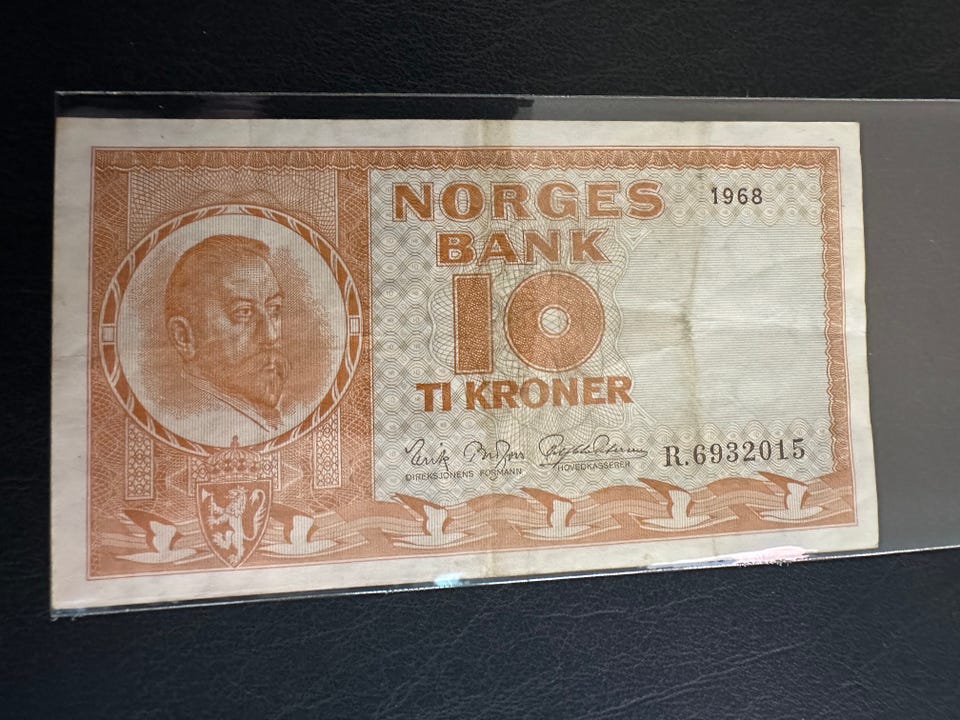 NORGES
1968
BANK
10
TI KRONER
DIREKSJONENS FORMANN
HOVEDKASSERER
R.6932015